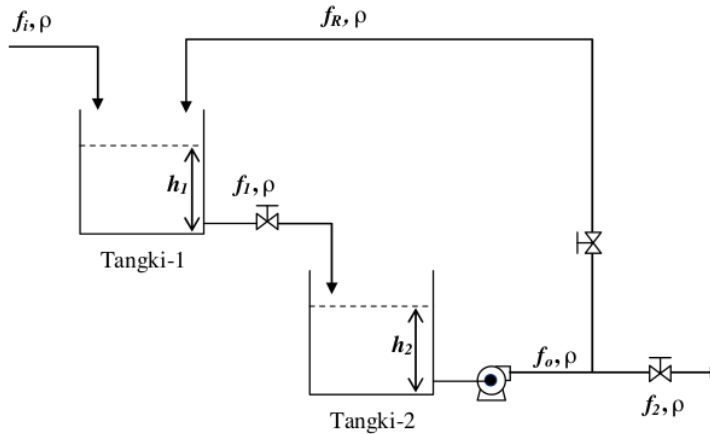 fi, ρ
fR, ρ
h1
f1, ρ
Tangki-1
h2
fo, ρ
f2, ρ
Tangki-2